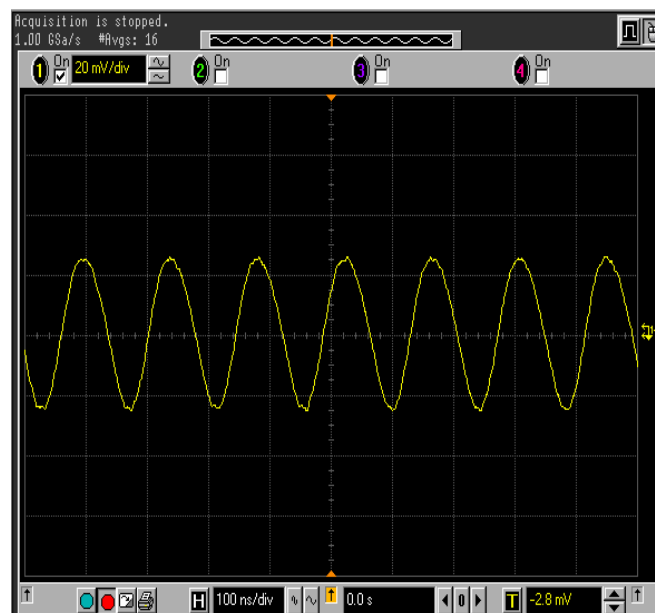 Acquisition is stopped.
1.00 GSa/s #Avgs: 16
1 On 20 mV/div 2 On 3 On 4 On
H 100 ns/div 0.0 s 0 T -2.8 mV